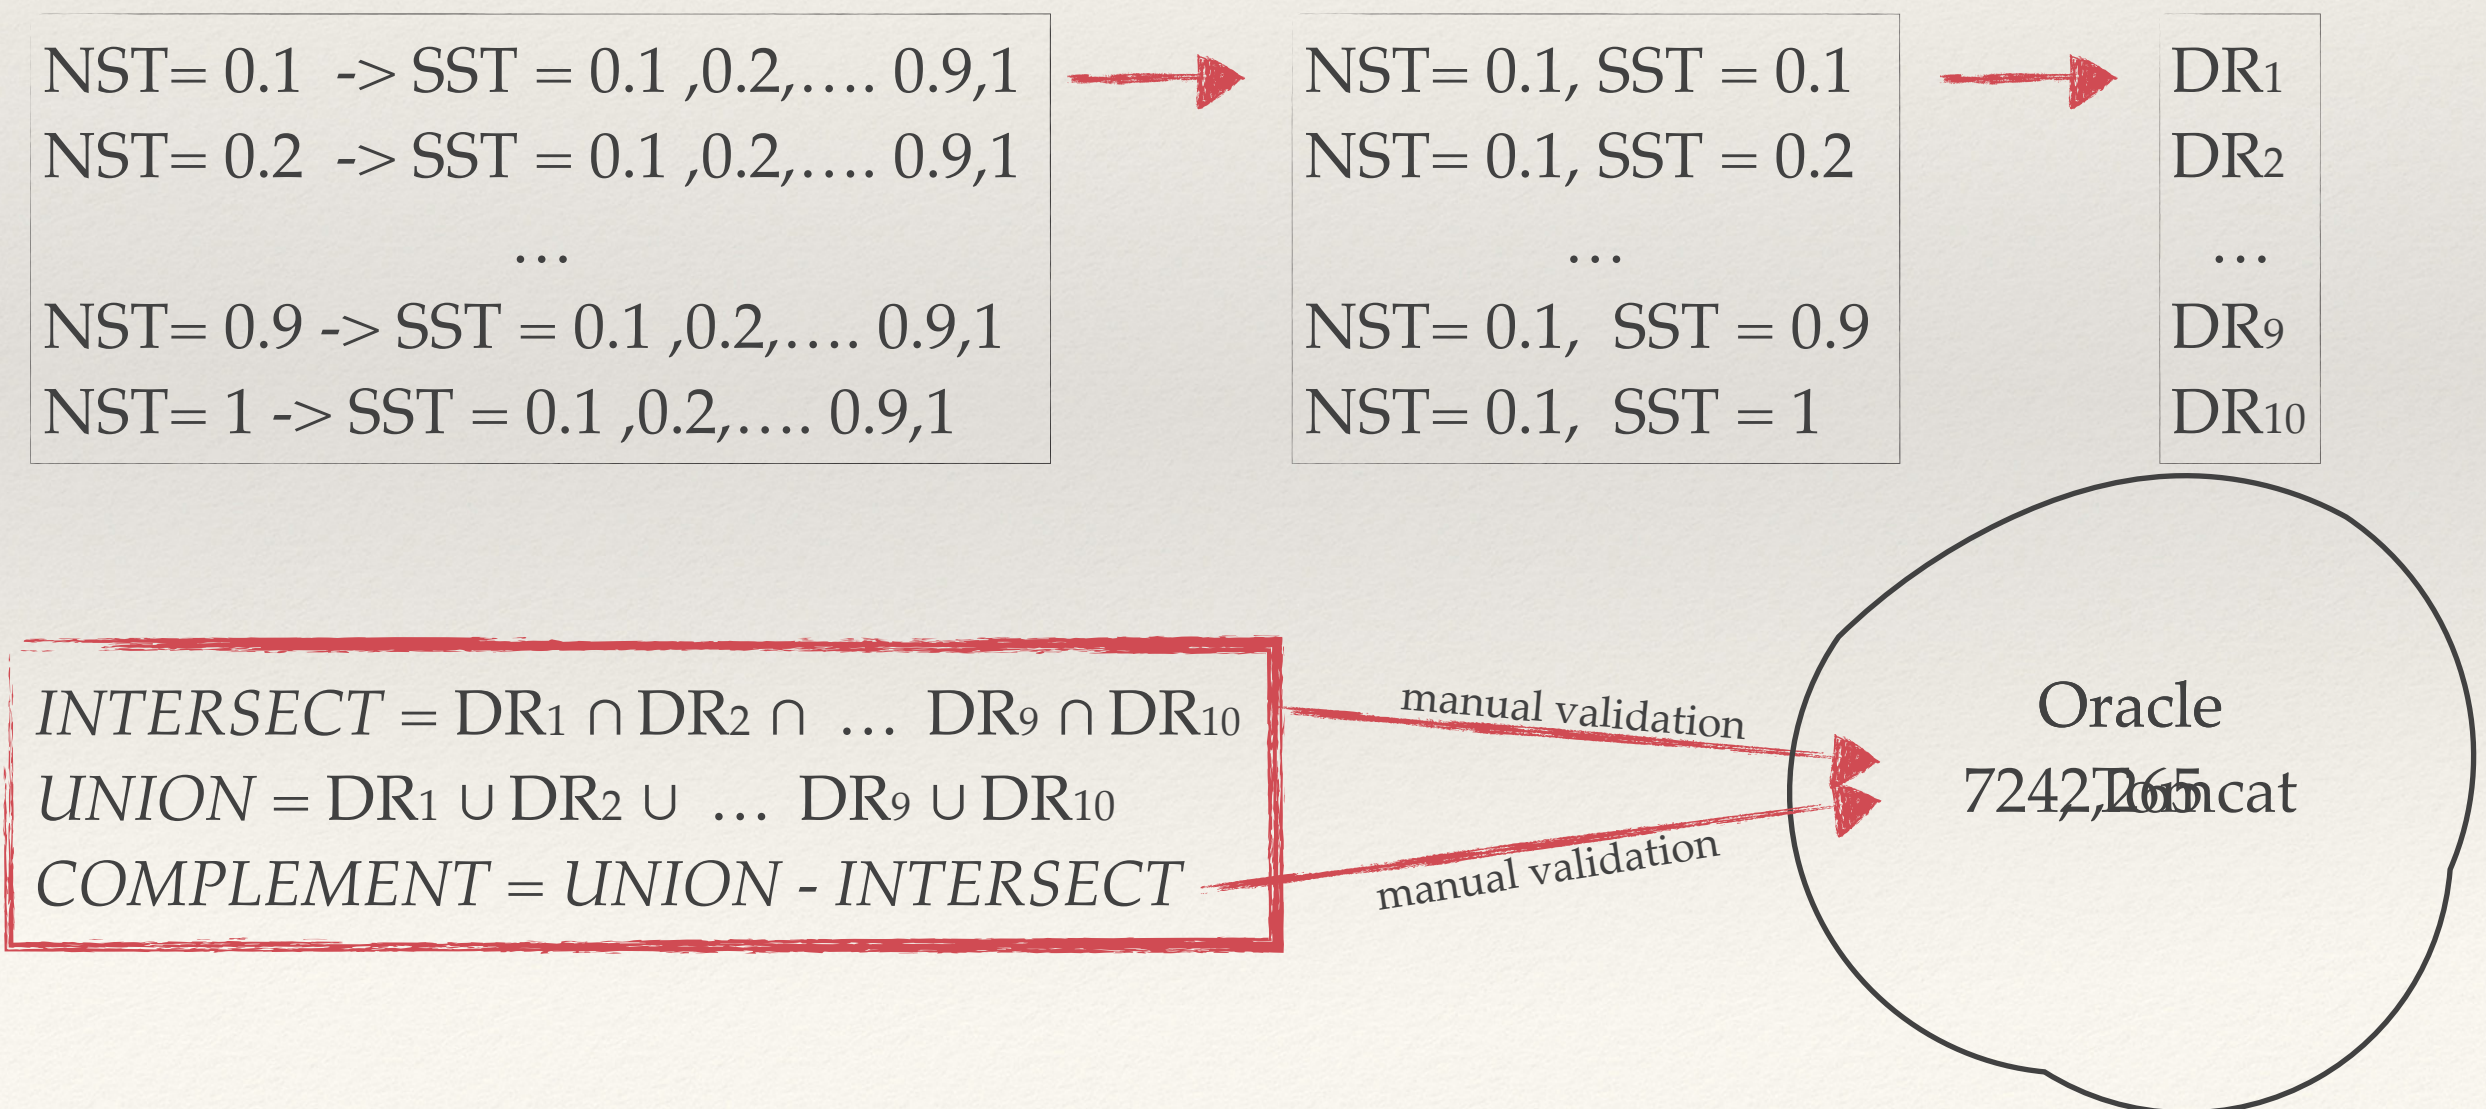 NST= 0.1 -> SST = 0.1 ,0.2,…. 0.9,1
NST= 0.2 -> SST = 0.1 ,0.2,…. 0.9,1
…
NST= 0.9 -> SST = 0.1 ,0.2,…. 0.9,1
NST= 1 -> SST = 0.1 ,0.2,…. 0.9,1
NST= 0.1, SST = 0.1
NST= 0.1, SST = 0.2
…
NST= 0.1, SST = 0.9
NST= 0.1, SST = 1
DR1
DR2
…
DR9
DR10
INTERSECT = DR1 ∩ DR2 ∩ … DR9 ∩ DR10
UNION = DR1 ∪ DR2 ∪ … DR9 ∪ DR10
COMPLEMENT = UNION - INTERSECT
manual validation
manual validation
Oracle